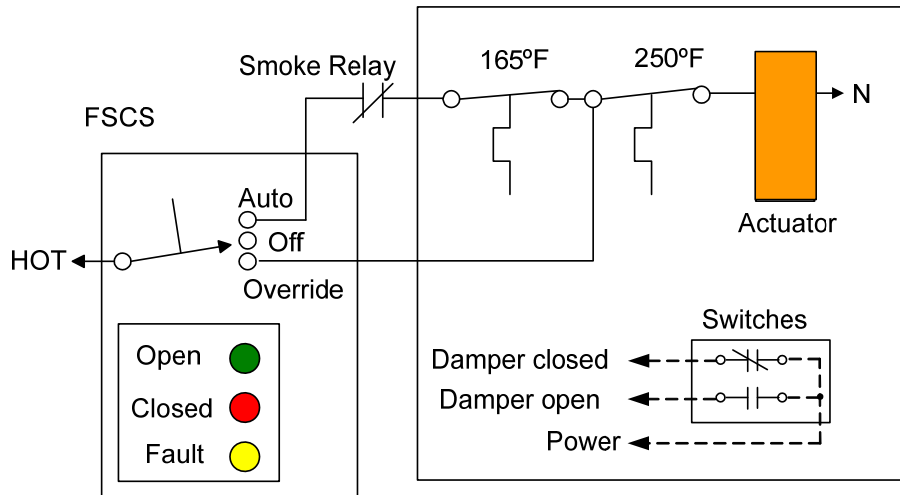 165ºF
250ºF
Smoke Relay
N
FSCS
Auto
Off
Actuator
HOT
Override
Switches
Open
Damper closed
Closed
Damper open
Fault
Power